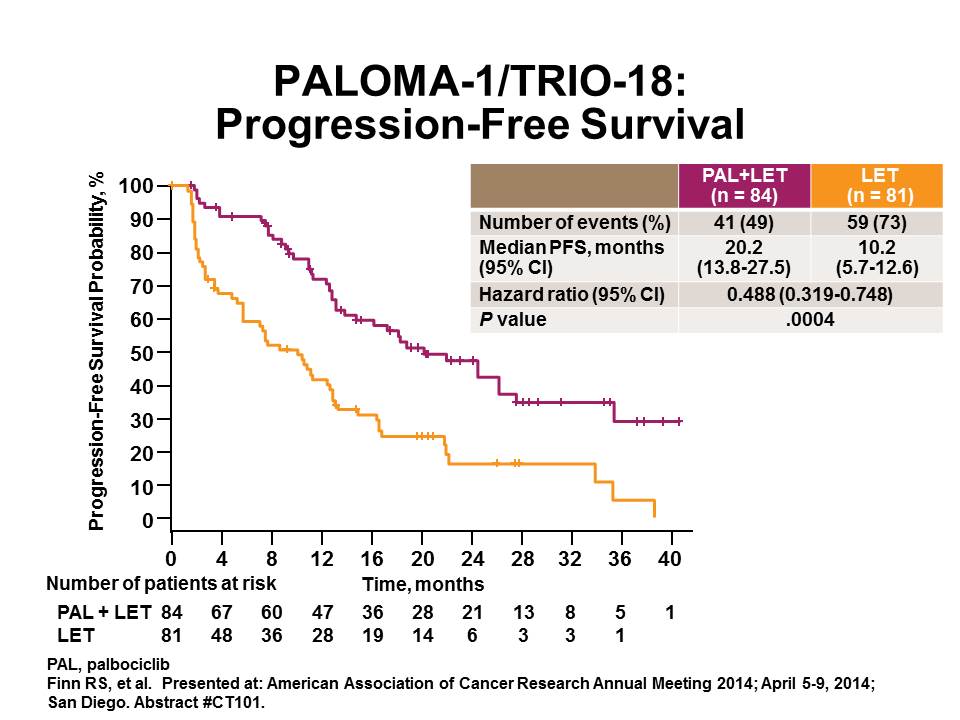 PALOMA-1/TRIO-18:
Progression-Free Survival
PAL+LET
(n = 84)
LET
(n = 81)
Number of events (%) 41 (49) 59 (73)
Median PFS, months
(95% CI)
20.2
(13.8-27.5)
10.2
(5.7-12.6)
Hazard ratio (95% CI) 0.488 (0.319-0.748)
P value .0004
Progression-Free Survival Probability, %
100
90
80
70
60
50
40
30
20
10
0
0 4 8 12 16 20 24 28 32 36 40
Number of patients at risk
Time, months
PAL + LET 84 67 60 47 36 28 21 13 8 5 1
LET 81 48 36 28 19 14 6 3 3 1
PAL, palbociclib
Finn RS, et al. Presented at: American Association of Cancer Research Annual Meeting 2014; April 5-9, 2014;
San Diego. Abstract #CT101.